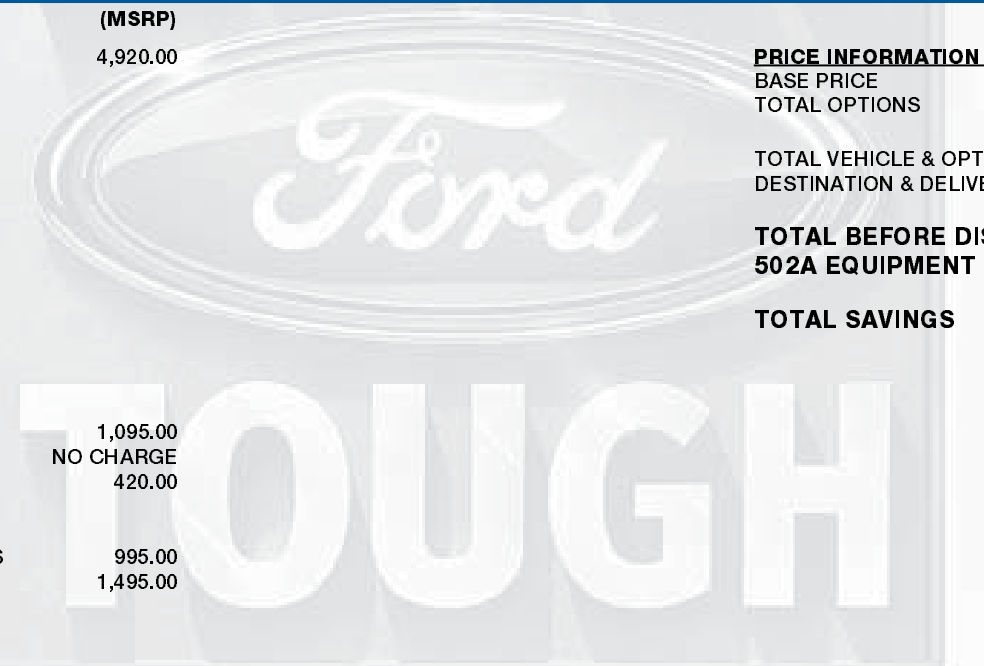 (MSRP)
4,920.00
PRICE INFORMATION
BASE PRICE
TOTAL OPTIONS
TOTAL VEHICLE & OPT
DESTINATION & DELIVE
TOTAL BEFORE DIS
502A EQUIPMENT
TOTAL SAVINGS
Ford
TOUGH
1,095.00
NO CHARGE
420.00
S 995.00
1,495.00